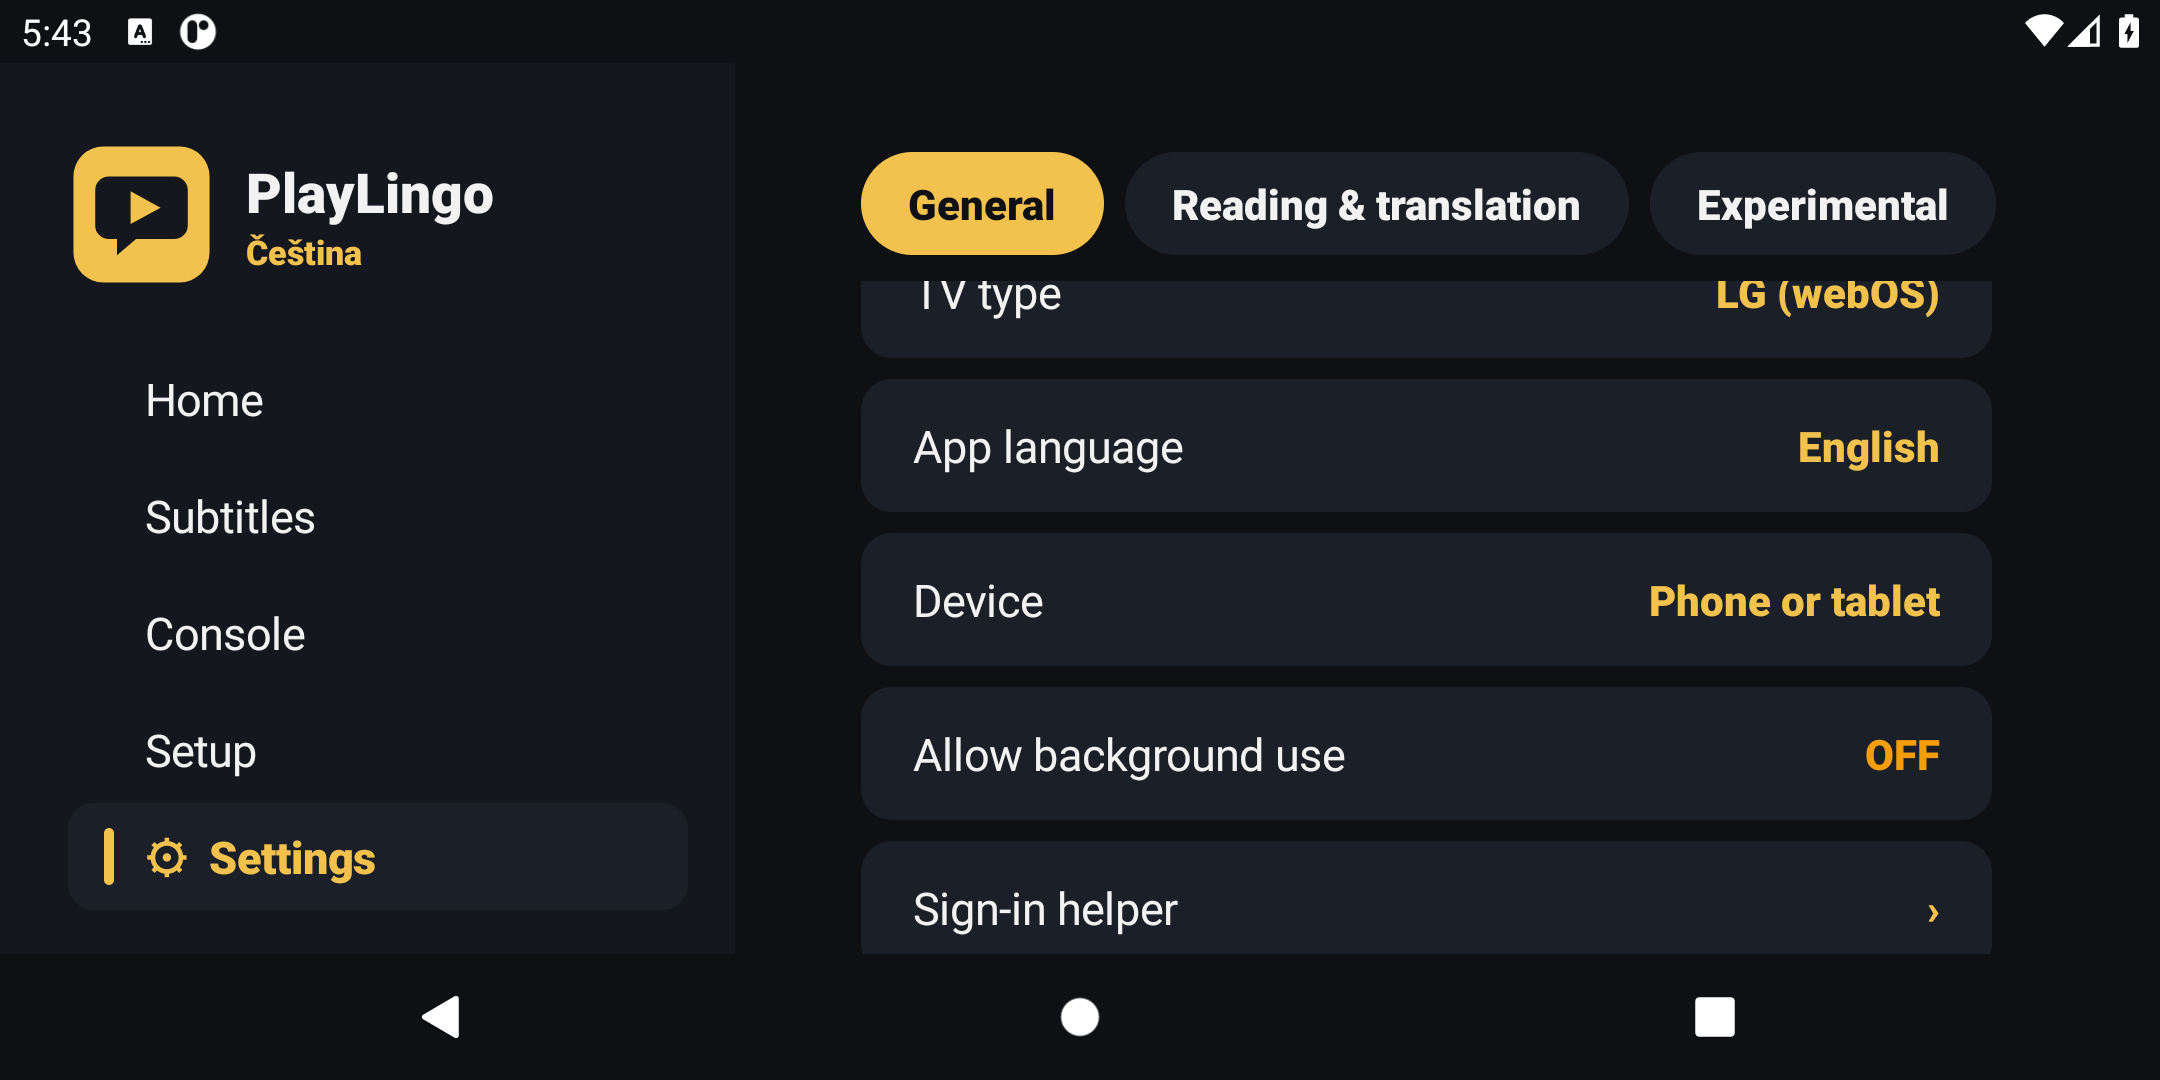 5:43
PlayLingo
Čeština
Home
Subtitles
Console
Setup
Settings
General
Reading & translation
Experimental
TV type
LG (webOS)
App language
English
Device
Phone or tablet
Allow background use
OFF
Sign-in helper
›